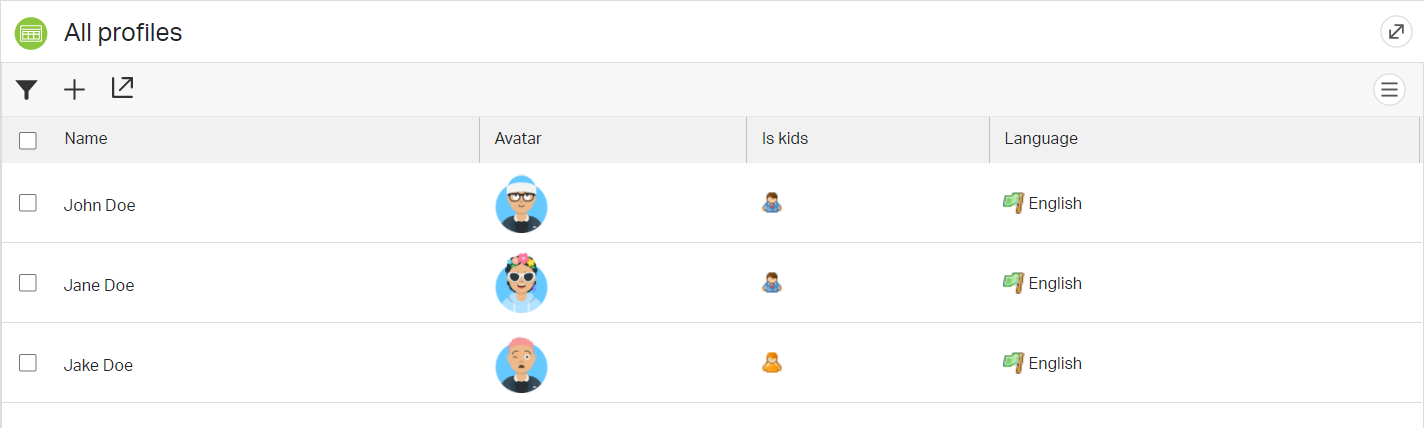 All profiles
Name Avatar Is kids Language
John Doe English
Jane Doe English
Jake Doe English